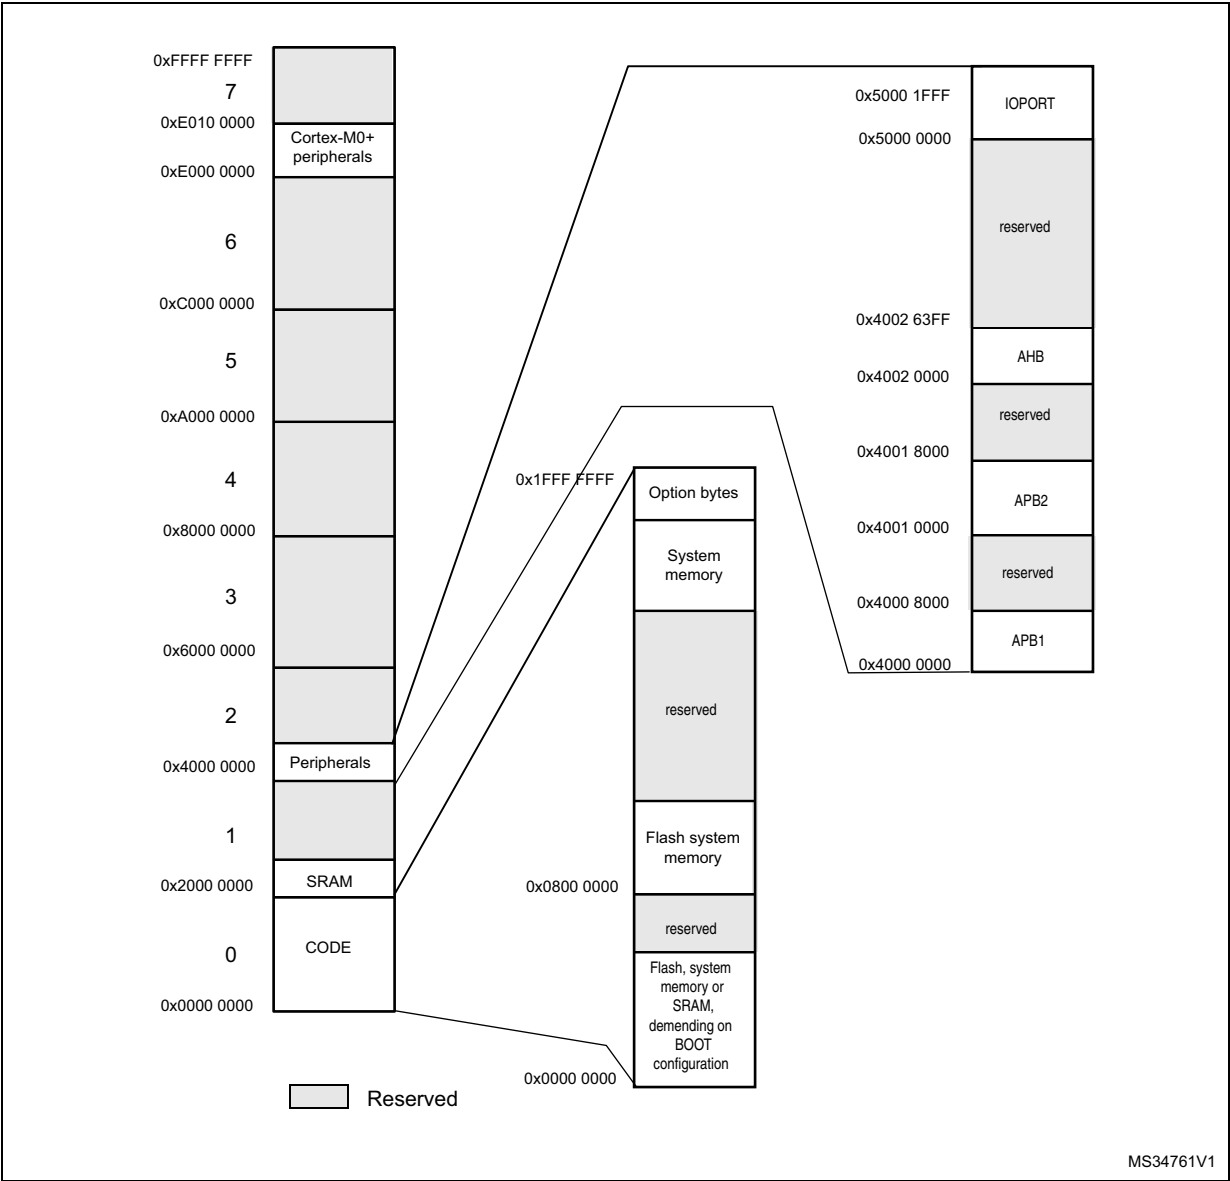 0xFFFF FFFF
7
0xE010 0000
Cortex-M0+
peripherals
0xE000 0000
6
0xC000 0000
5
0xA000 0000
4
0x8000 0000
3
0x6000 0000
2
Peripherals
0x4000 0000
1
0x2000 0000
SRAM
0
CODE
0x0000 0000
0x1FFF FFFF
Option bytes
System
memory
reserved
Flash system
memory
0x0800 0000
reserved
Flash, system
memory or
SRAM,
demending on
BOOT
configuration
0x0000 0000
0x5000 1FFF
IOPORT
0x5000 0000
reserved
0x4002 63FF
AHB
0x4002 0000
reserved
0x4001 8000
APB2
0x4001 0000
reserved
0x4000 8000
APB1
0x4000 0000
Reserved
MS34761V1